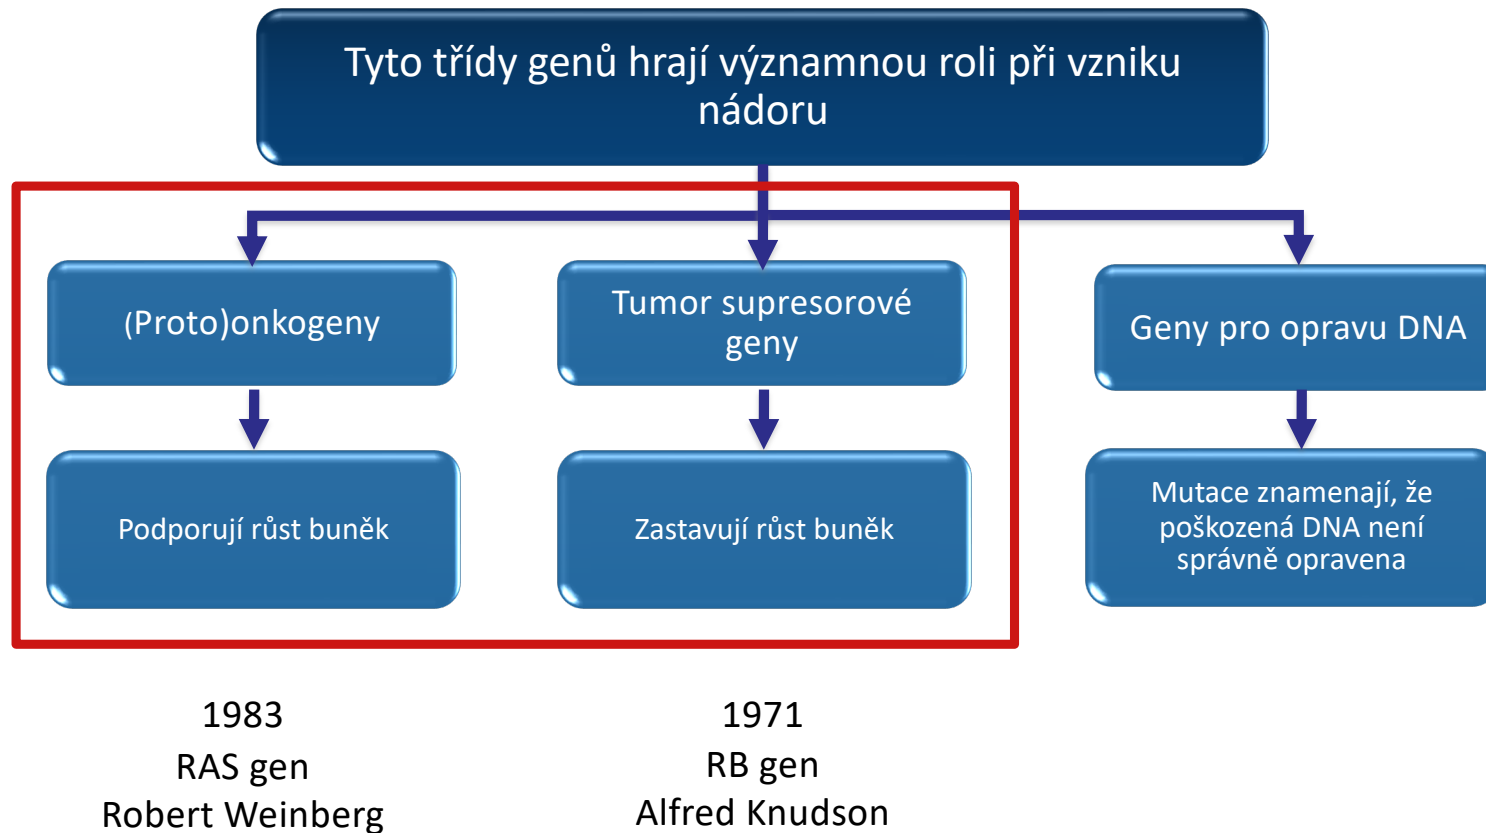 Tyto třídy genů hrají významnou roli při vzniku
nádoru
(Proto)onkogeny
Tumor supresorové
geny
Geny pro opravu DNA
Podporují růst buněk
Zastavují růst buněk
Mutace znamenají, že
poškozená DNA není
správně opravena
1983
RAS gen
Robert Weinberg
1971
RB gen
Alfred Knudson